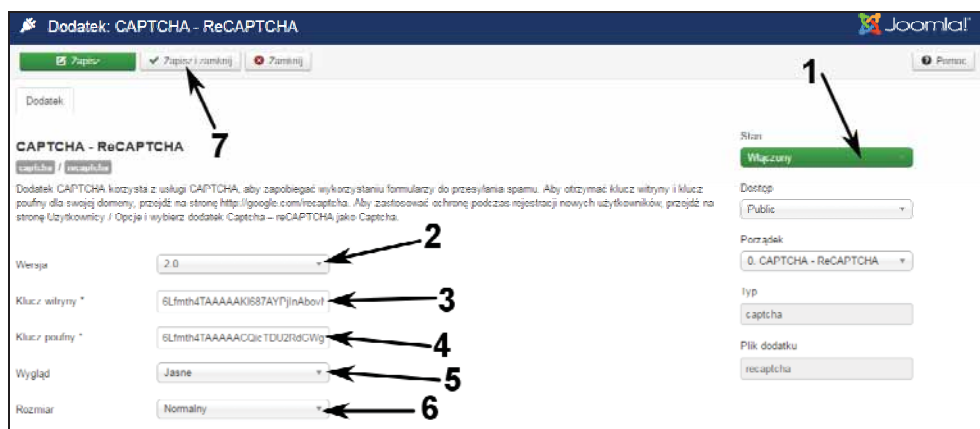 Dodatek: CAPTCHA - ReCAPTCHA
Joomla!
Zapisz
Zapisz i zamknij
Zamknij
Pomoc
1
Dodatek
7
CAPTCHA - ReCAPTCHA
captcha / recaptcha
Dodatek CAPTCHA korzysta z usługi CAPTCHA, aby zapobiegać wykorzystaniu formularzy do przesyłania spamu. Aby otrzymać klucz witryny i klucz
poufny dla swojej domeny, przejdź na stronę http://google.com/recaptcha. Aby zastosować ochronę podczas rejestracji nowych użytkowników, przejdź na
stronę Użytkownicy / Opcje i wybierz dodatek Captcha – reCAPTCHA jako Captcha.
Wersja
2.0
2
Klucz witryny *
3
Klucz poufny *
4
Wygląd
Jasne
5
Rozmiar
Normalny
6
Stan
Włączony
Dostęp
Public
Porządek
0. CAPTCHA - ReCAPTCHA
Typ
captcha
Plik dodatku
recaptcha